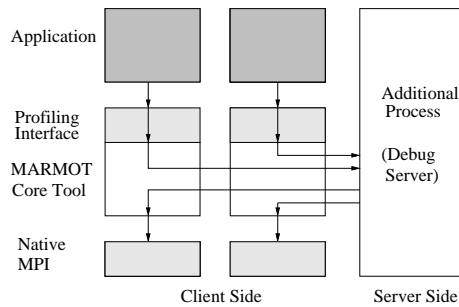 Application
Profiling
Interface
MARMOT
Core Tool
Native
MPI
Additional
Process
(Debug
Server)
Client Side
Server Side